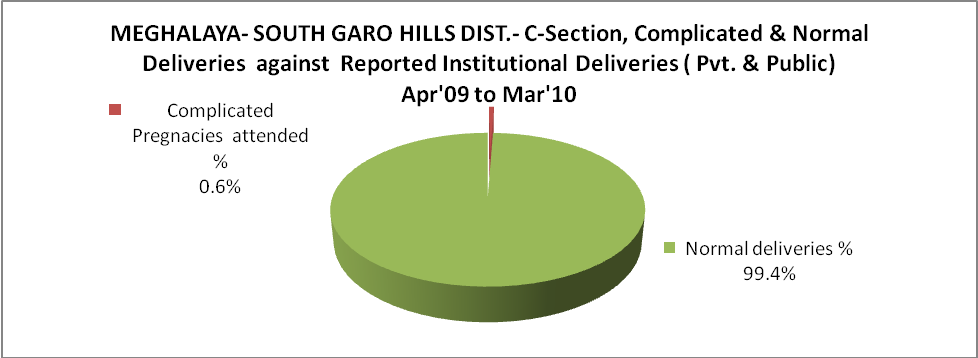 MEGHALAYA- SOUTH GARO HILLS DIST.- C-Section, Complicated & Normal
Deliveries against Reported Institutional Deliveries ( Pvt. & Public)
Apr'09 to Mar'10
Complicated
Pregnacies attended
%
0.6%
Normal deliveries %
99.4%